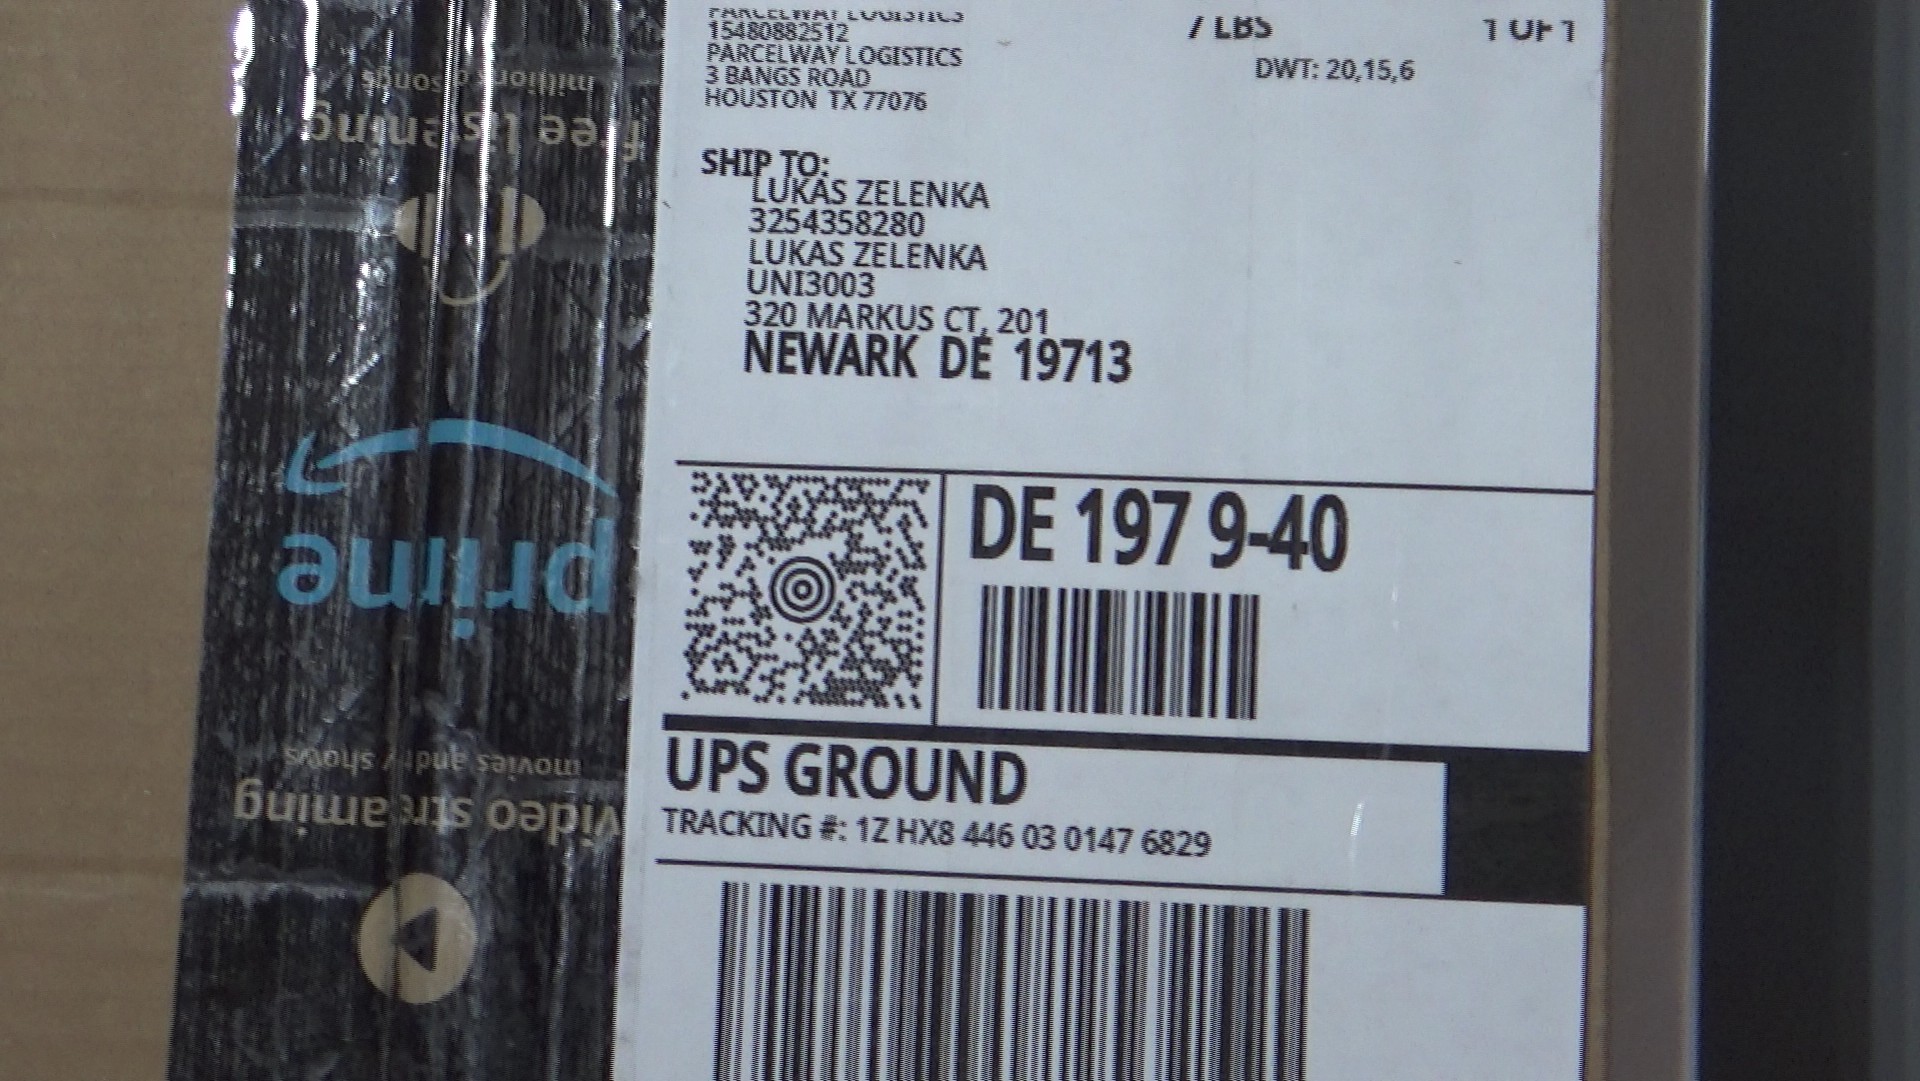 PARCELWAY LOGISTICS
15480882512
PARCELWAY LOGISTICS
3 BANGS ROAD
HOUSTON TX 77076
7 LBS
1 OF 1
DWT: 20,15,6
SHIP TO:
LUKAS ZELENKA
3254358280
LUKAS ZELENKA
UNI3003
320 MARKUS CT, 201
NEWARK DE 19713
DE 197 9-40
UPS GROUND
TRACKING #: 1Z HX8 446 03 0147 6829
video streaming
movies and tv shows
prime
free listening
millions of songs